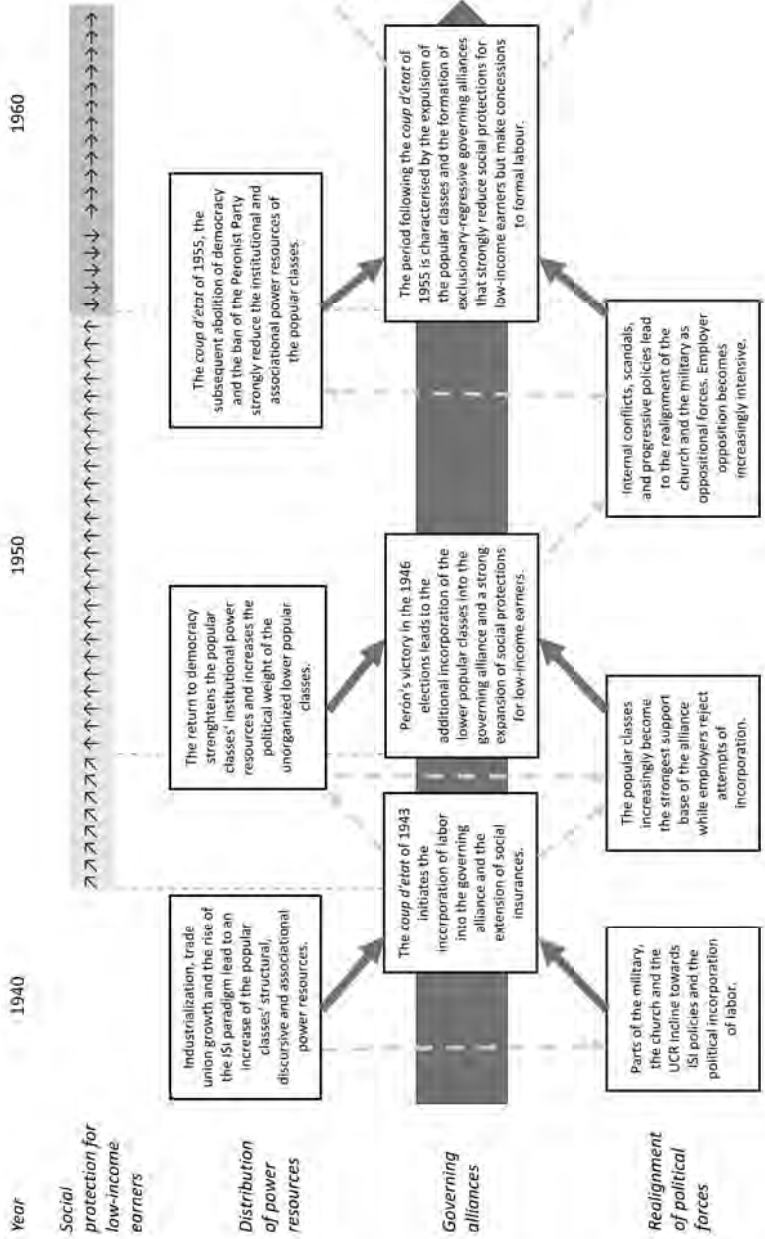 Year
1940
1950
1960
Social
protection for
low-income
earners
↗↗↗↗↗↗↗↗ ↑↑↑↑↑↑↑↑↑↑↑↑↑↑↑↑↑↑↑↑↑↑↑↑↑↑↑ ↓↓↓↓↓ ↑↑↑↑↑↑↑↑↑↑↑↑↑
Distribution
of power
resources
Industrialization, trade
union growth and the rise of
the ISI paradigm lead to an
increase of the popular
classes' structural,
discursive and associational
power resources.
The return to democracy
strenghtens the popular
classes' institutional power
resources and increases the
political weight of the
unorganized lower popular
classes.
The coup d'etat of 1955, the
subsequent abolition of democracy
and the ban of the Peronist Party
strongly reduce the institutional and
associational power resources of
the popular classes.
Governing
alliances
The coup d'etat of 1943
initiates the
incorporation of labor
into the governing
alliance and the
extension of social
insurances.
Perón's victory in the 1946
elections leads to the
additional incorporation of the
lower popular classes into the
governing alliance and a strong
expansion of social protections
for low-income earners.
The period following the coup d'etat of
1955 is characterised by the expulsion of
the popular classes and the formation of
exclusionary-regressive governing alliances
that strongly reduce social protections for
low-income earners but make concessions
to formal labour.
Realignment
of political
forces
Parts of the military,
the church and the
UCR incline towards
ISI policies and the
political incorporation
of labor.
The popular classes
increasingly become
the strongest support
base of the alliance
while employers reject
attempts of
incorporation.
Internal conflicts, scandals,
and progressive policies lead
to the realignment of the
church and the military as
oppositional forces. Employer
opposition becomes
increasingly intensive.